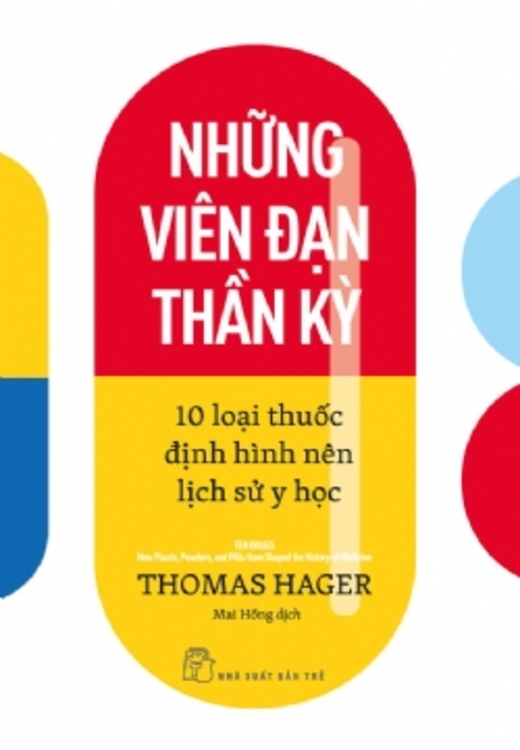 NHỮNG
VIÊN ĐẠN
THẦN KỲ
10 loại thuốc
định hình nên
lịch sử y học
TEN DRUGS
How Plants, Powders, and Pills Have Shaped the History of Medicine
THOMAS HAGER
Mai Hồng dịch
NHÀ XUẤT BẢN TRẺ